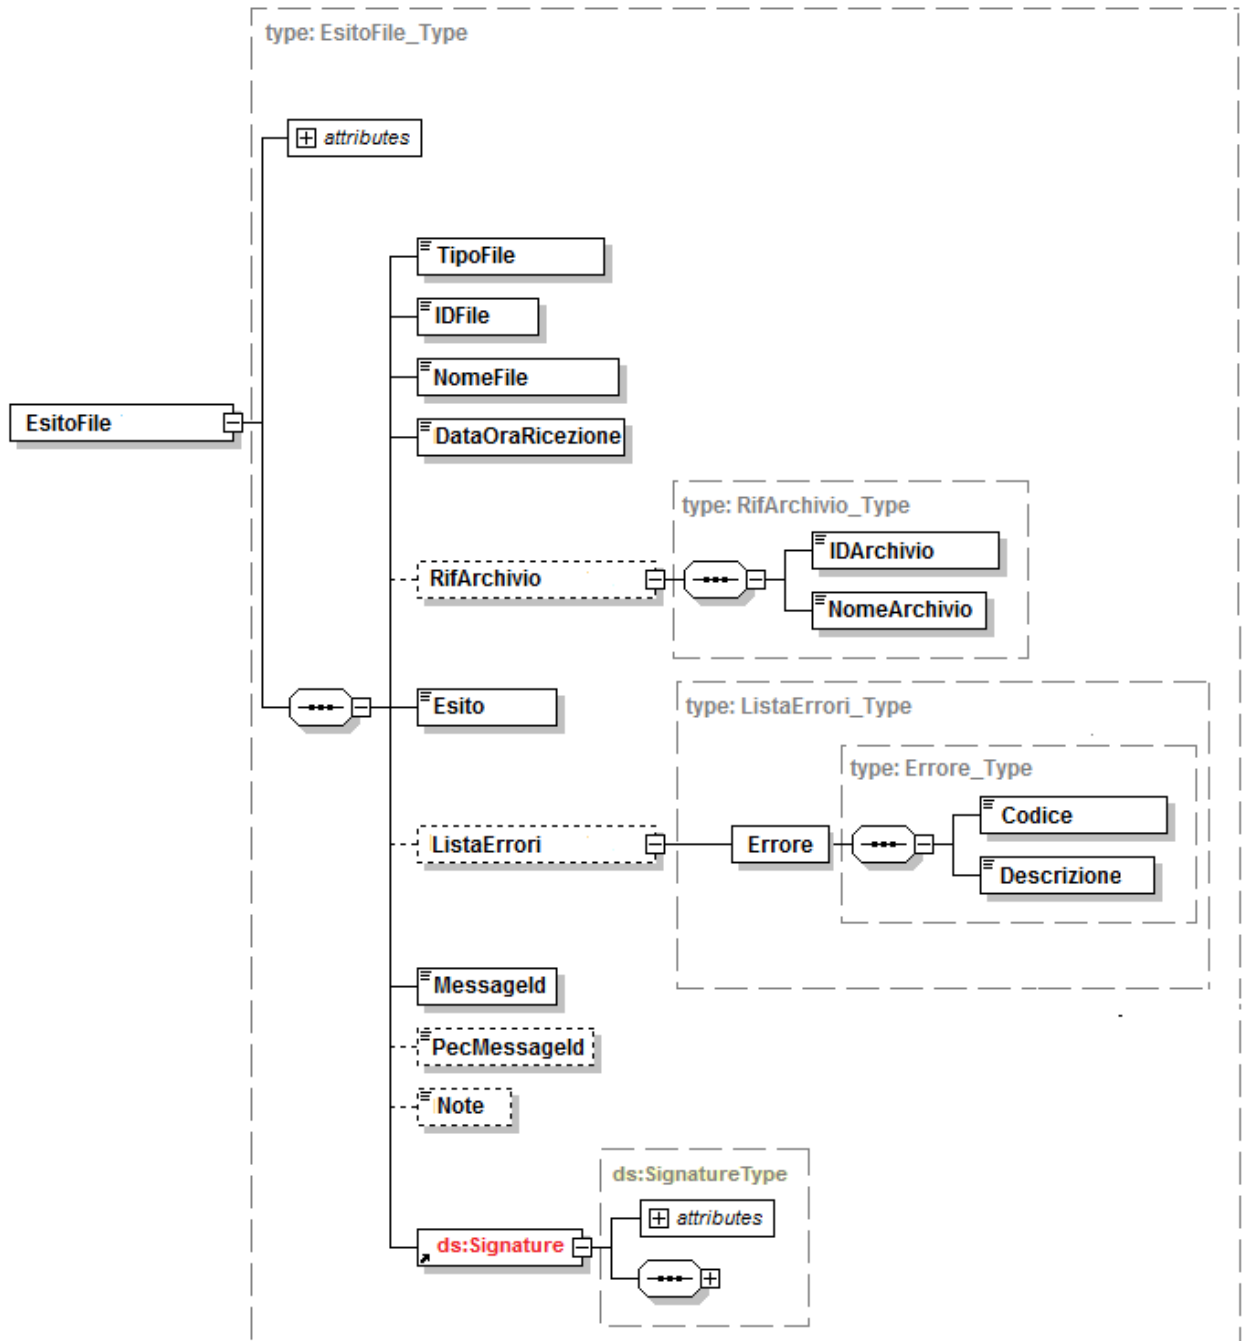 type: EsitoFile_Type
attributes
TipoFile
IDFile
NomeFile
EsitoFile
DataOraRicezione
type: RifArchivio_Type
IDArchivio
RifArchivio
NomeArchivio
Esito
type: ListaErrori_Type
type: Errore_Type
Codice
ListaErrori
Errore
Descrizione
MessageId
PecMessageId
Note
ds:SignatureType
attributes
ds:Signature